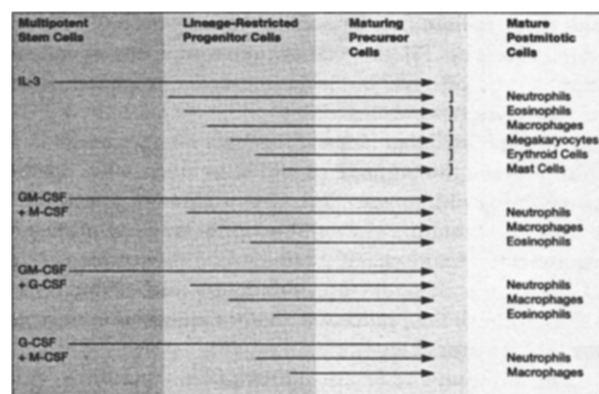 Multipotent Stem Cells
Lineage-Restricted Progenitor Cells
Maturing Precursor Cells
Mature Postmitotic Cells
IL-3
] Neutrophils
] Eosinophils
] Macrophages
] Megakaryocytes
] Erythroid Cells
] Mast Cells
GM-CSF
+ M-CSF Neutrophils
Macrophages
Eosinophils
GM-CSF
+ G-CSF Neutrophils
Macrophages
Eosinophils
G-CSF
+ M-CSF Neutrophils
Macrophages